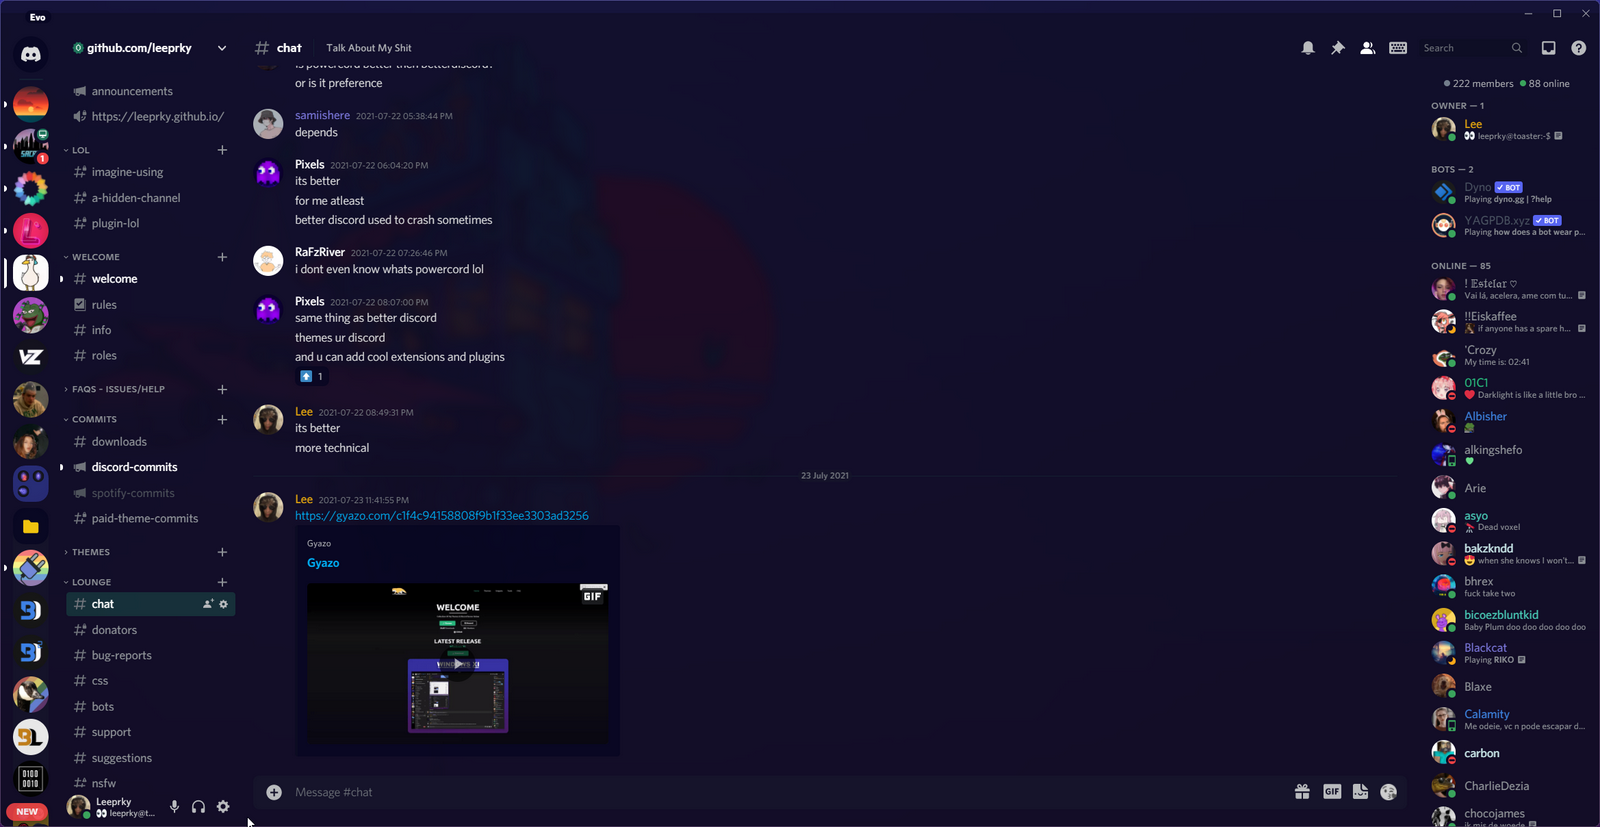 Evo
github.com/leeprky
announcements
https://leeprky.github.io/
LOL
imagine-using
a-hidden-channel
plugin-lol
WELCOME
welcome
rules
info
roles
FAQS - ISSUES/HELP
COMMITS
downloads
discord-commits
spotify-commits
paid-theme-commits
THEMES
LOUNGE
chat
donators
bug-reports
css
bots
support
suggestions
nsfw
Leeprky
leeprky@t...
NEW
1
chat
Talk About My Shit
Search
is powercord better then betterdiscord?
or is it preference
samiishere 2021-07-22 05:38:44 PM
depends
Pixels 2021-07-22 06:04:20 PM
its better
for me atleast
better discord used to crash sometimes
RaFzRiver 2021-07-22 07:26:46 PM
i dont even know whats powercord lol
Pixels 2021-07-22 08:07:00 PM
same thing as better discord
themes ur discord
and u can add cool extensions and plugins
1
Lee 2021-07-22 08:49:31 PM
its better
more technical
23 July 2021
Lee 2021-07-23 11:41:55 PM
https://gyazo.com/c1f4c94158808f9b1f33ee3303ad3256
Gyazo
Gyazo
GIF
WELCOME
LATEST RELEASE
Message #chat
GIF
222 members 88 online
OWNER — 1
Lee
leeprky@toaster:~$
BOTS — 2
Dyno BOT
Playing dyno.gg | ?help
YAGPDB.xyz BOT
Playing how does a bot wear p...
ONLINE — 85
! 𝔼𝕤𝕥𝕖𝕝𝕒𝕣 ♡
Vai lá, acelera, ame com tu...
!!Eiskaffee
if anyone has a spare h...
'Crozy
My time is: 02:41
01C1
Darklight is like a little bro ...
Albisher
alkingshefo
Arie
asyo
Dead voxel
bakzkndd
when she knows I won't...
bhrex
fuck take two
bicoezbluntkid
Baby Plum doo doo doo doo doo
Blackcat
Playing RIKO
Blaxe
Calamity
Me odeie, vc n pode escapar d...
carbon
CharlieDezia
chocojames
ik mis de woede